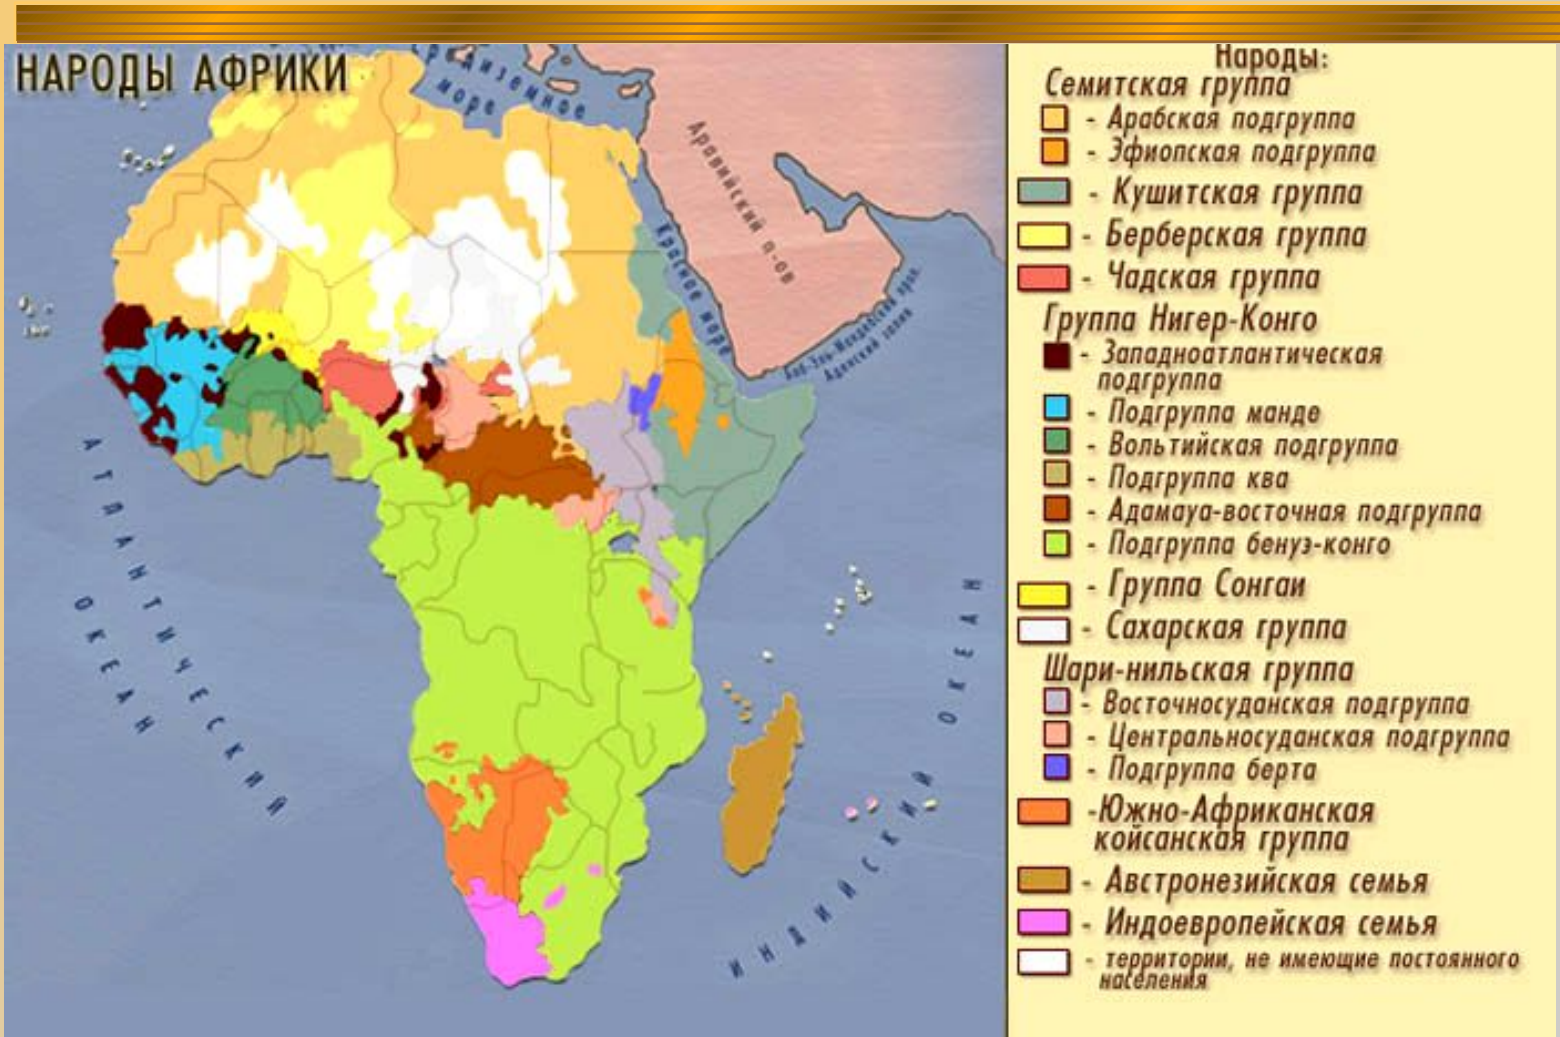 НАРОДЫ АФРИКИ
Средиземное
море
Аравийский п-ов
Красное море
Баб-Эль-Мандебский прол.
Аденский залив
АТЛАНТИЧЕСКИЙ
ОКЕАН
ИНДИЙСКИЙ ОКЕАН
Народы:
Семитская группа
- Арабская подгруппа
- Эфиопская подгруппа
- Кушитская группа
- Берберская группа
- Чадская группа
Группа Нигер-Конго
- Западноатлантическая
подгруппа
- Подгруппа манде
- Вольтийская подгруппа
- Подгруппа ква
- Адамауа-восточная подгруппа
- Подгруппа бенуэ-конго
- Группа Сонгаи
- Сахарская группа
Шари-нильская группа
- Восточносуданская подгруппа
- Центральносуданская подгруппа
- Подгруппа берта
-Южно-Африканская
койсанская группа
- Австронезийская семья
- Индоевропейская семья
- территории, не имеющие постоянного
населения